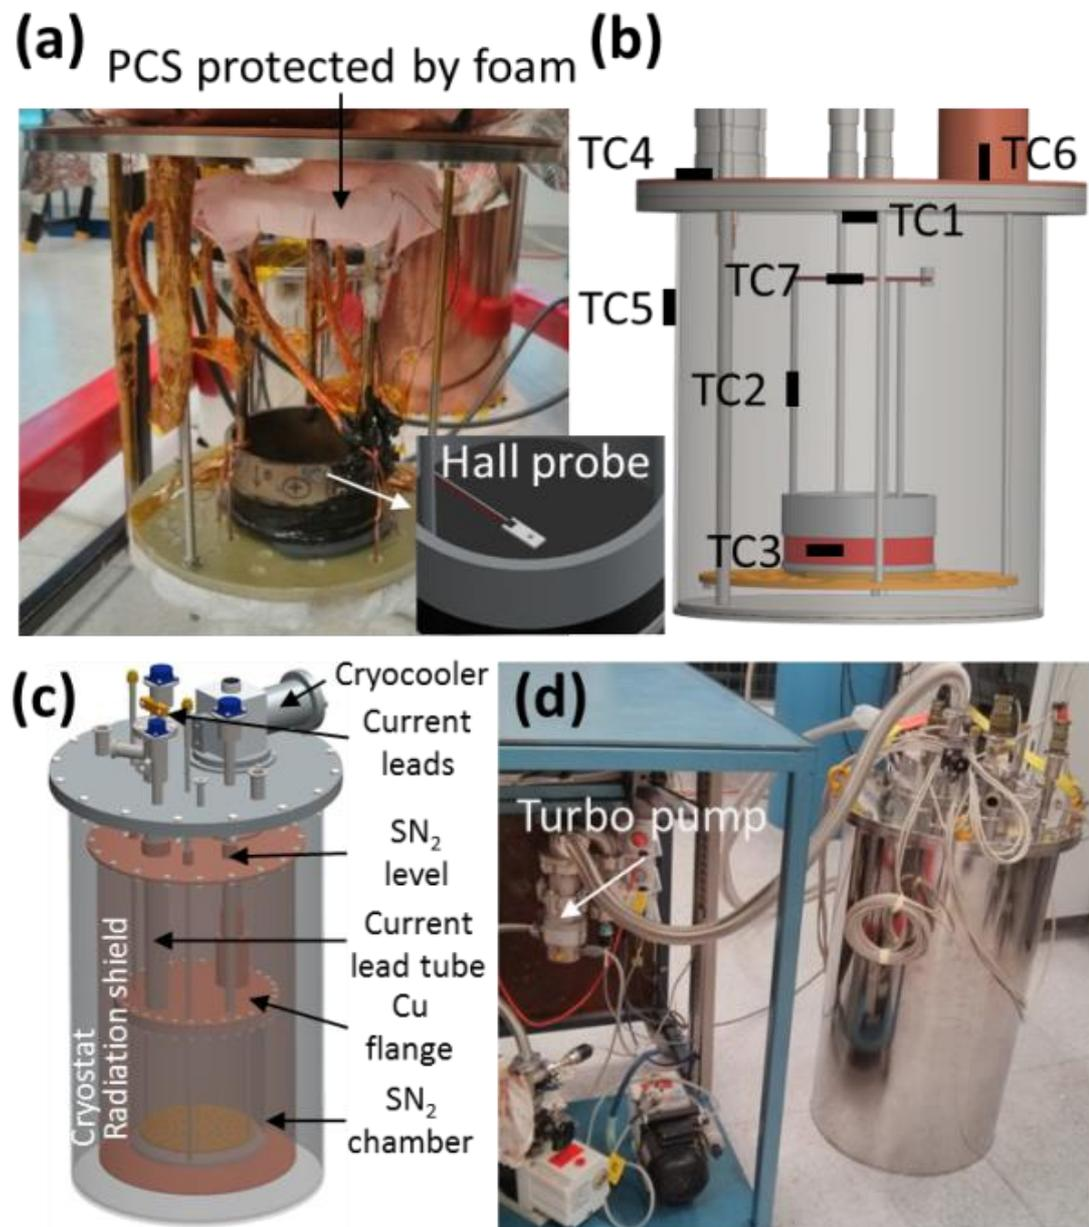 (a)
PCS protected by foam
Hall probe
(b)
TC4
TC6
TC1
TC7
TC5
TC2
TC3
(c)
Cryocooler
Current
leads
SN₂
level
Current
lead tube
Cu
flange
SN₂
chamber
Cryostat
Radiation shield
(d)
Turbo pump